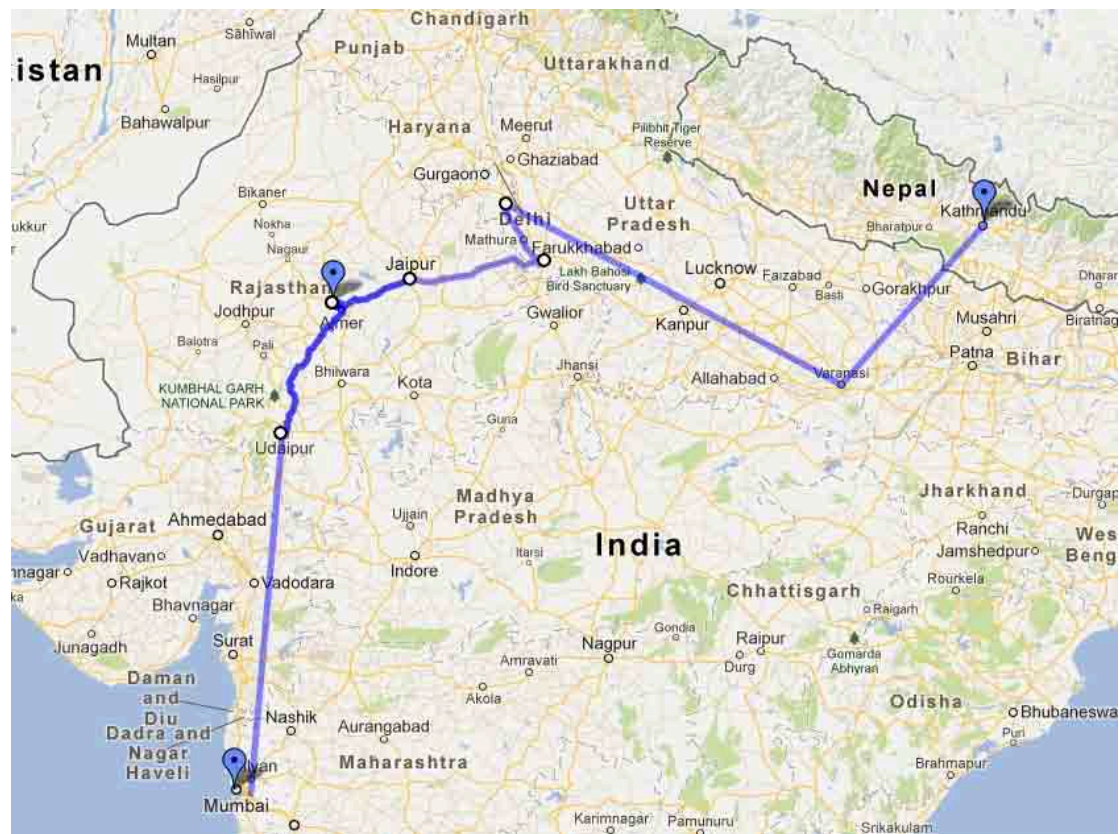 Chandigarh
Sāhīwal
Multan
Punjab
istan
Uttarakhand
Hasilpur
Bahawalpur
Haryana
Meerut
Pilibhit Tiger
Reserve
Ghaziabad
Gurgaon
Nepal
Bikaner
Uttar
Pradesh
Kathmandu
Delhi
ukkur
Nokha
Bharatpur
Mathura
Farukkhabad
Nagaur
Jaipur
Lakh Bahosi
Bird Sanctuary
Lucknow
Faizabad
Basti
Gorakhpur
Dharar
Rajasthan
Biratnag
Ajmer
Jodhpur
Gwalior
Kanpur
Musahri
Balotra
Pali
Patna
Bihar
Jhansi
Allahabad
Varanasi
Bhilwara
Kota
KUMBHAL GARH
NATIONAL PARK
Guna
Udaipur
Madhya
Pradesh
Jharkhand
Durgap
Gujarat
Ahmedabad
Ujjain
Ranchi
Wes
Beng
India
Vadhavan
Itarsi
Jamshedpur
mnagar
Rajkot
Vadodara
Indore
Rourkela
Chhattisgarh
Bhavnagar
Raigarh
Junagadh
Surat
Nagpur
Gondia
Raipur
Durg
Gomarda
Abhyran
Amravati
Daman
and
Diu
Akola
Odisha
Dadra and
Nagar
Haveli
Nashik
Aurangabad
Bhubaneswa
Puri
lyan
Maharashtra
Brahmapur
Mumbai
Karimnagar
Pamunuru
Srikakulam